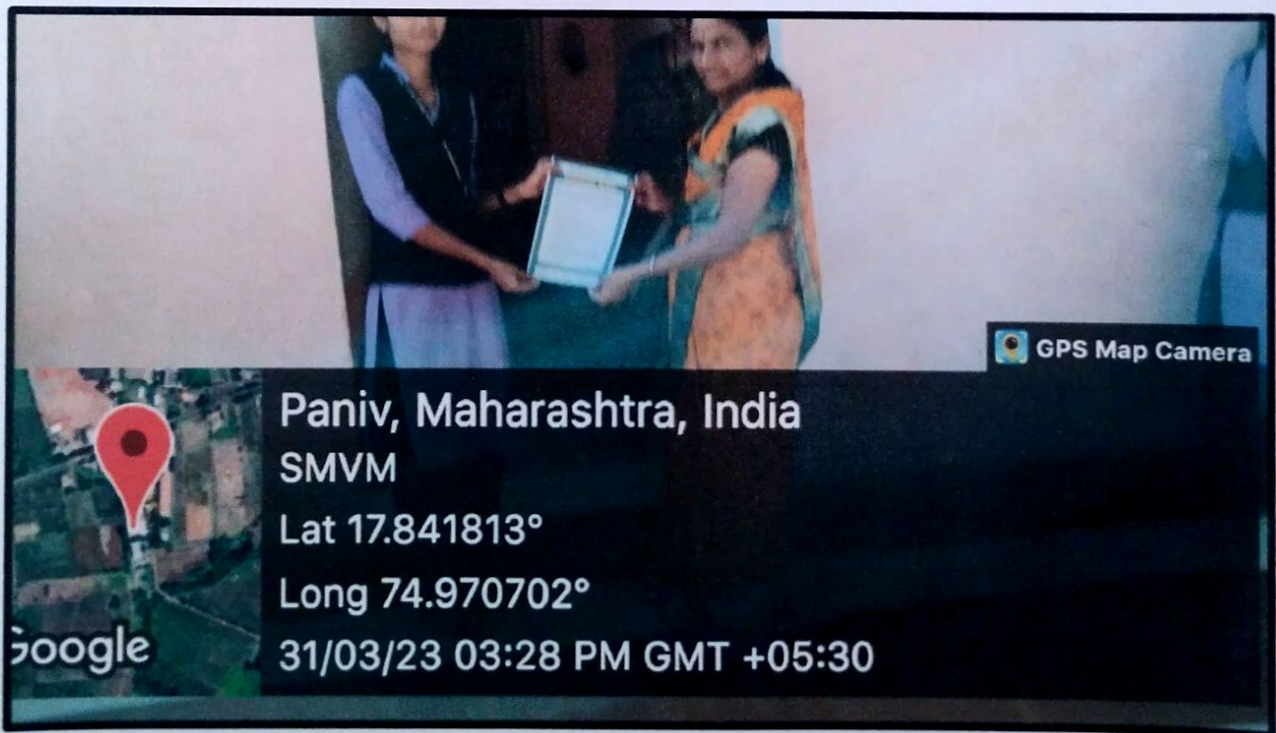 GPS Map Camera
Paniv, Maharashtra, India
SMVM
Lat 17.841813°
Long 74.970702°
31/03/23 03:28 PM GMT +05:30
Google